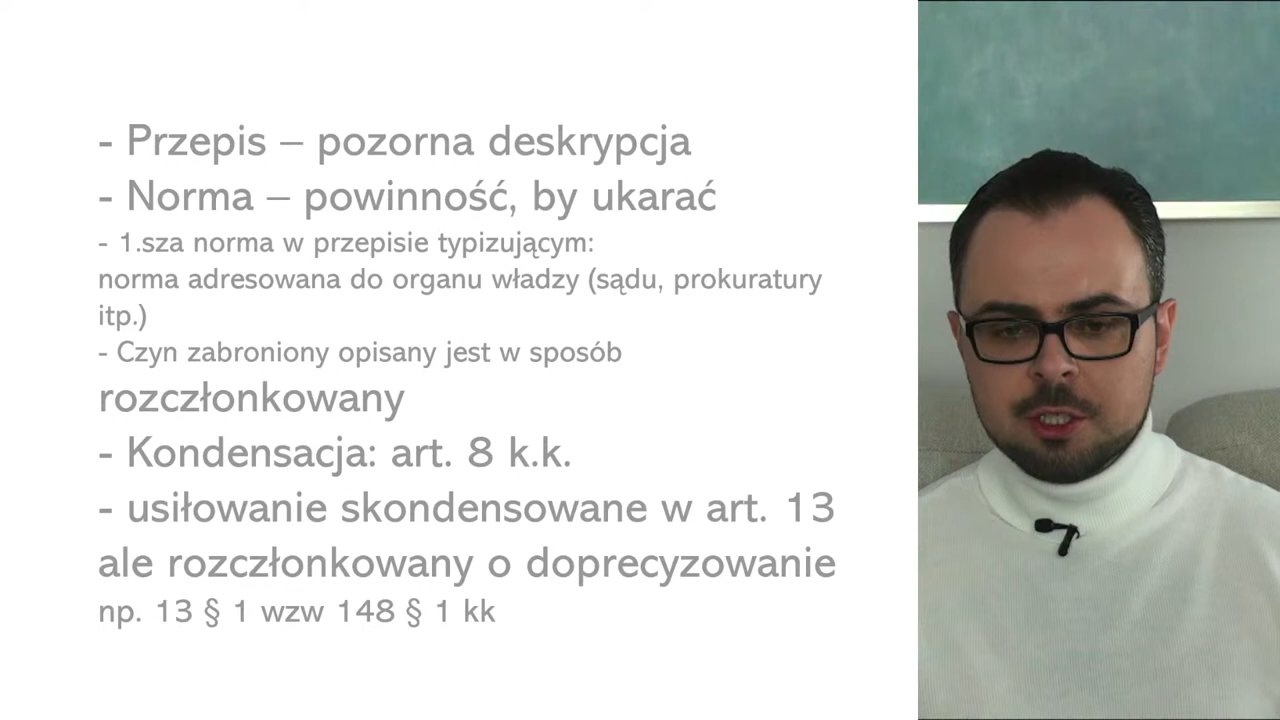 - Przepis – pozorna deskrypcja
- Norma – powinność, by ukarać
- 1.sza norma w przepisie typizującym:
norma adresowana do organu władzy (sądu, prokuratury
itp.)
- Czyn zabroniony opisany jest w sposób
rozczłonkowany
- Kondensacja: art. 8 k.k.
- usiłowanie skondensowane w art. 13
ale rozczłonkowany o doprecyzowanie
np. 13 § 1 wzw 148 § 1 kk